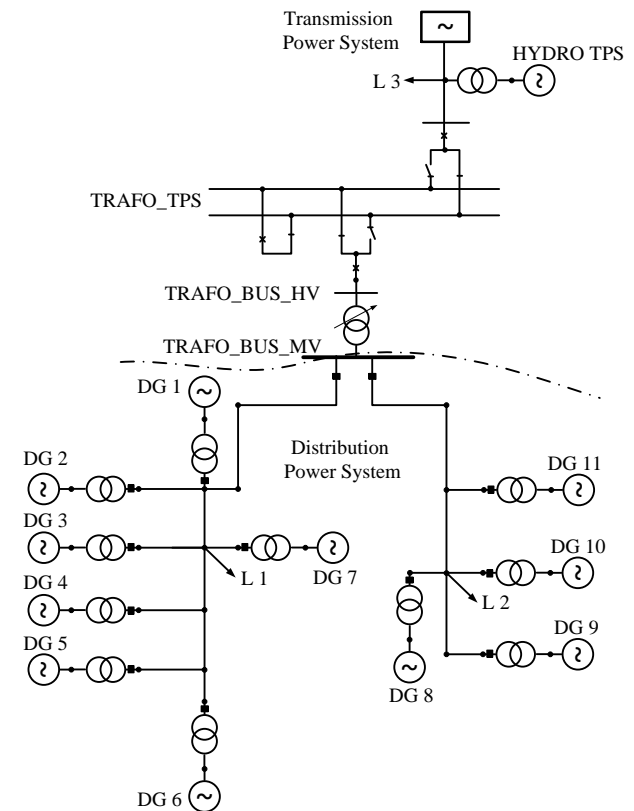 Transmission
Power System
HYDRO TPS
L 3
TRAFO_TPS
TRAFO_BUS_HV
TRAFO_BUS_MV
DG 1
Distribution
Power System
DG 2
DG 11
DG 3
L 1
DG 7
DG 10
DG 4
L 2
DG 5
DG 9
DG 8
DG 6